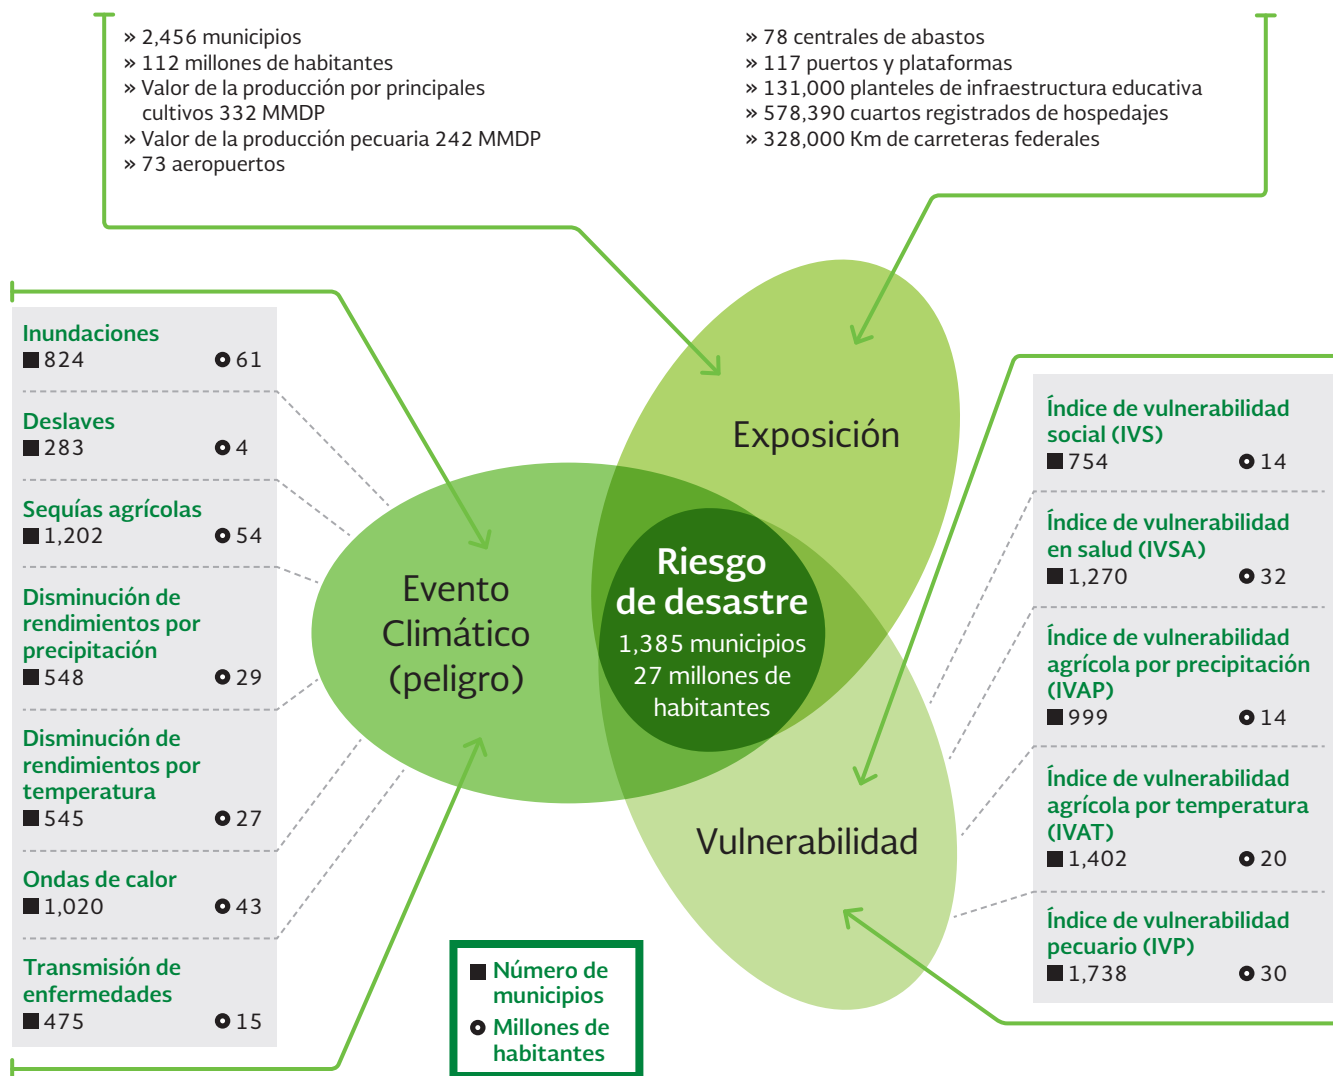 » 2,456 municipios
» 112 millones de habitantes
» Valor de la producción por principales
cultivos 332 MMDP
» Valor de la producción pecuaria 242 MMDP
» 73 aeropuertos
» 78 centrales de abastos
» 117 puertos y plataformas
» 131,000 planteles de infraestructura educativa
» 578,390 cuartos registrados de hospedajes
» 328,000 Km de carreteras federales
Inundaciones
824 61
Deslaves
283 4
Sequías agrícolas
1,202 54
Disminución de
rendimientos por
precipitación
548 29
Disminución de
rendimientos por
temperatura
545 27
Ondas de calor
1,020 43
Transmisión de
enfermedades
475 15
Exposición
Evento
Climático
(peligro)
Riesgo
de desastre
1,385 municipios
27 millones de
habitantes
Vulnerabilidad
Índice de vulnerabilidad
social (IVS)
754 14
Índice de vulnerabilidad
en salud (IVSA)
1,270 32
Índice de vulnerabilidad
agrícola por precipitación
(IVAP)
999 14
Índice de vulnerabilidad
agrícola por temperatura
(IVAT)
1,402 20
Índice de vulnerabilidad
pecuario (IVP)
1,738 30
Número de
municipios
Millones de
habitantes